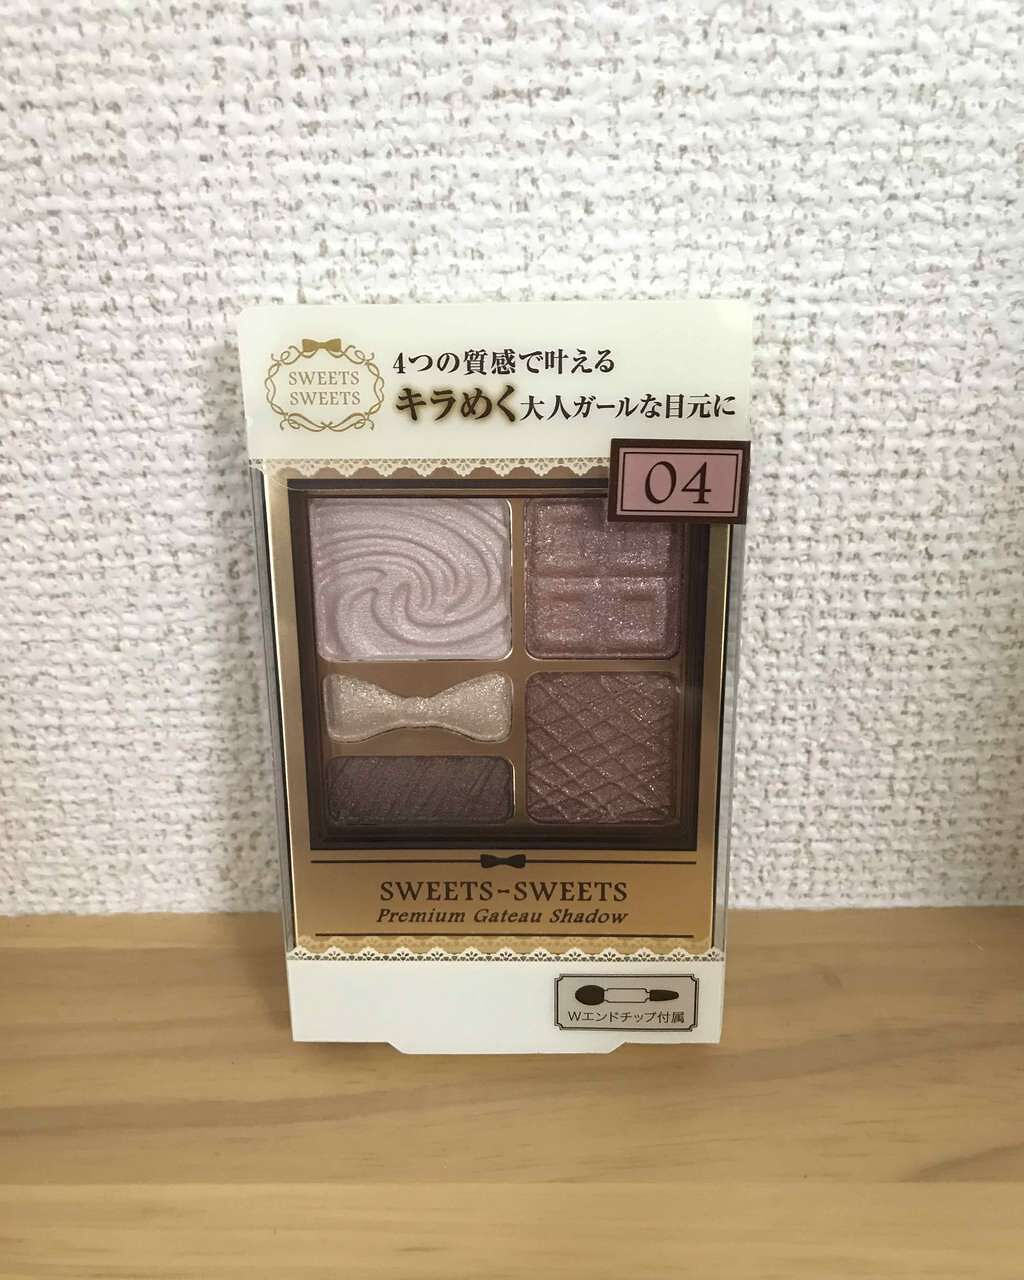 SWEETS
SWEETS
4つの質感で叶える
キラめく大人ガールな目元に
04
SWEETS-SWEETS
Premium Gateau Shadow
Wエンドチップ付属